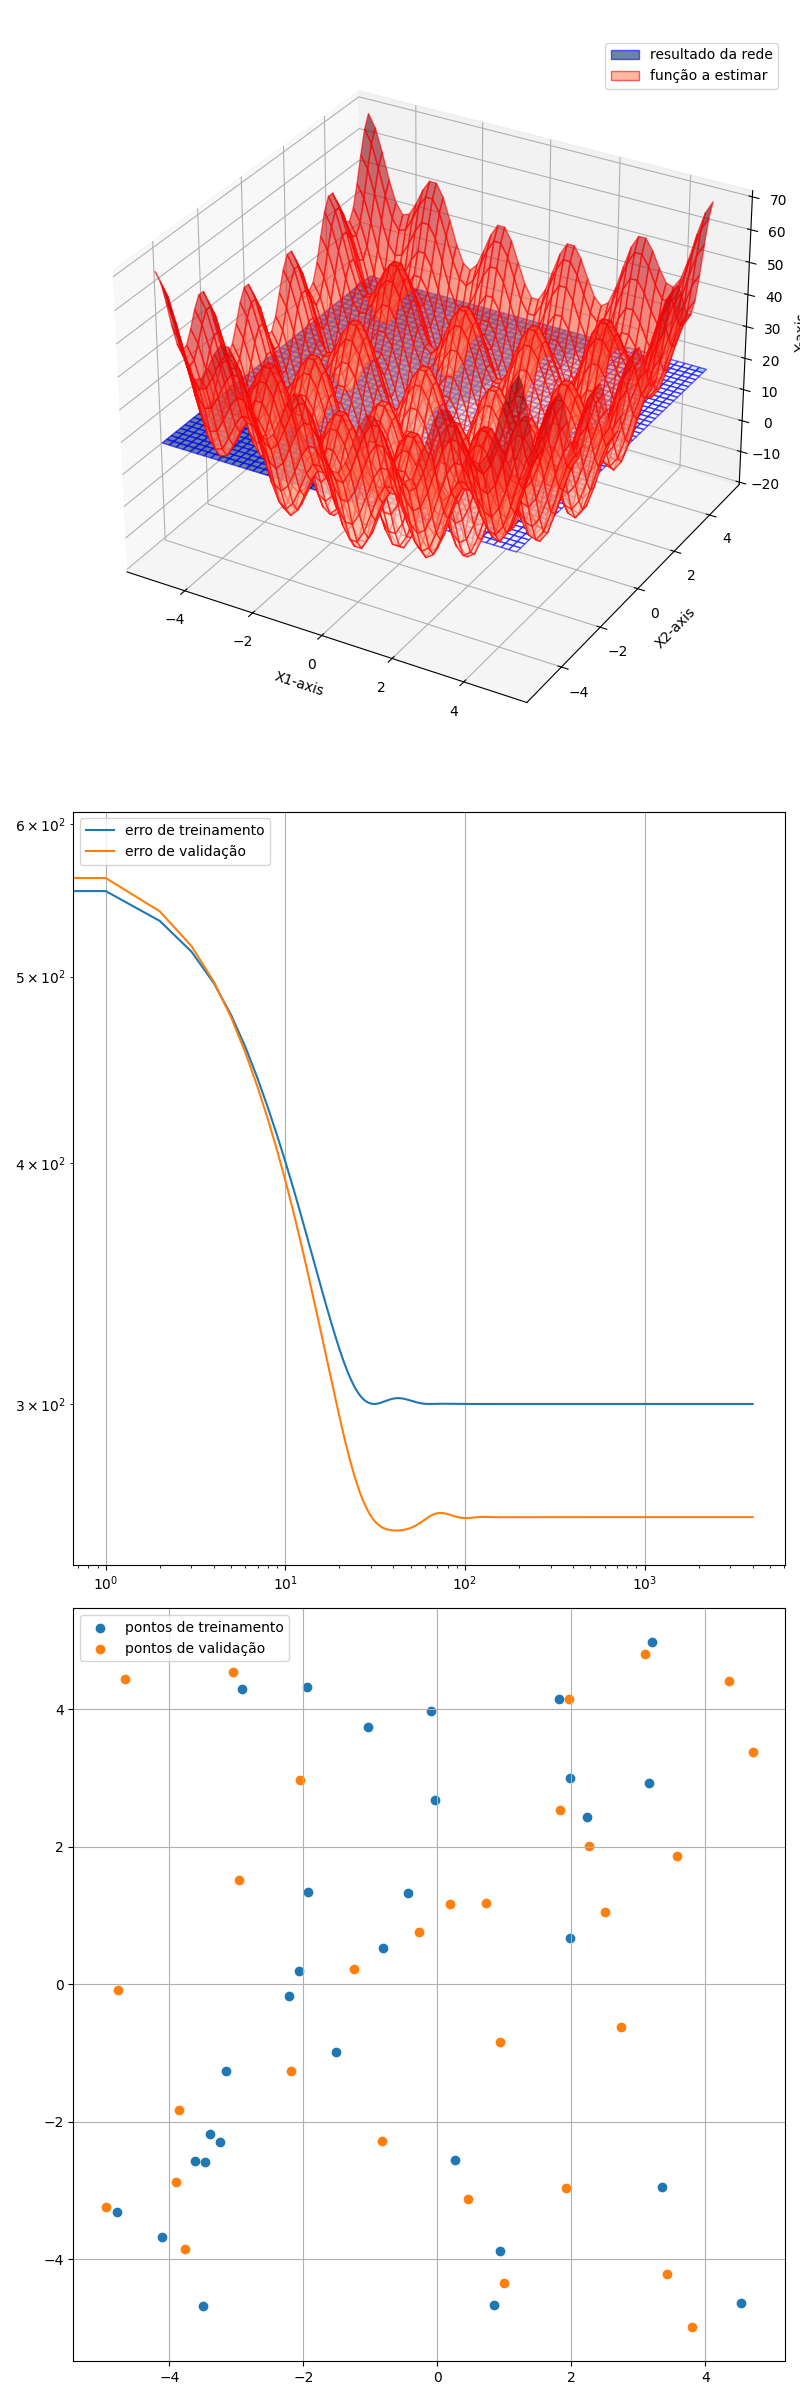 resultado da rede
função a estimar
70
60
50
40
30
20
10
0
−10
−20
X1-axis
−4
−2
0
2
4
X2-axis
−4
−2
0
2
4
erro de treinamento
erro de validação
6 × 10²
5 × 10²
4 × 10²
3 × 10²
10⁰ 10¹ 10² 10³
pontos de treinamento
pontos de validação
4
2
0
−2
−4
−4 −2 0 2 4